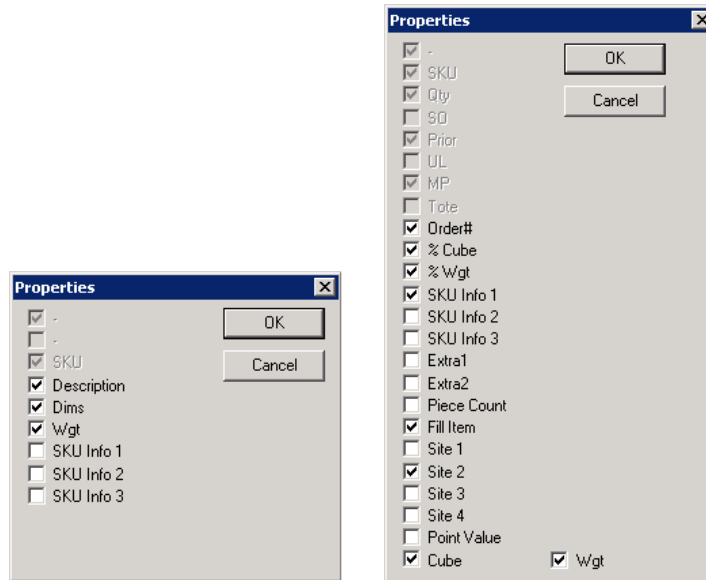 Properties
-
-
SKU
Description
Dims
Wgt
SKU Info 1
SKU Info 2
SKU Info 3
OK
Cancel
Properties
-
SKU
Qty
SO
Prior
UL
MP
Tote
Order#
% Cube
% Wgt
SKU Info 1
SKU Info 2
SKU Info 3
Extra1
Extra2
Piece Count
Fill Item
Site 1
Site 2
Site 3
Site 4
Point Value
Cube
Wgt
OK
Cancel